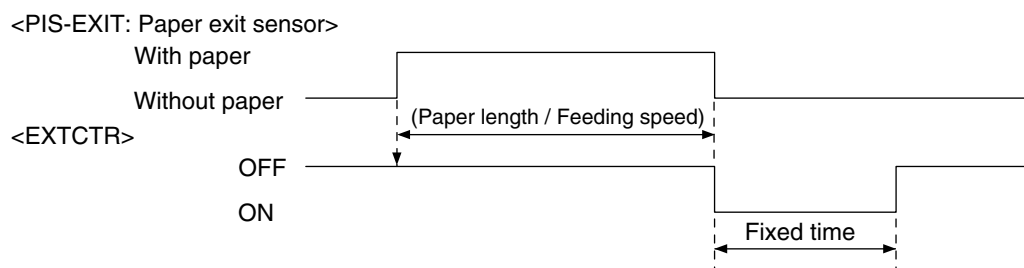 <PIS-EXIT: Paper exit sensor>
With paper
Without paper
(Paper length / Feeding speed)
<EXTCTR>
OFF
ON
Fixed time